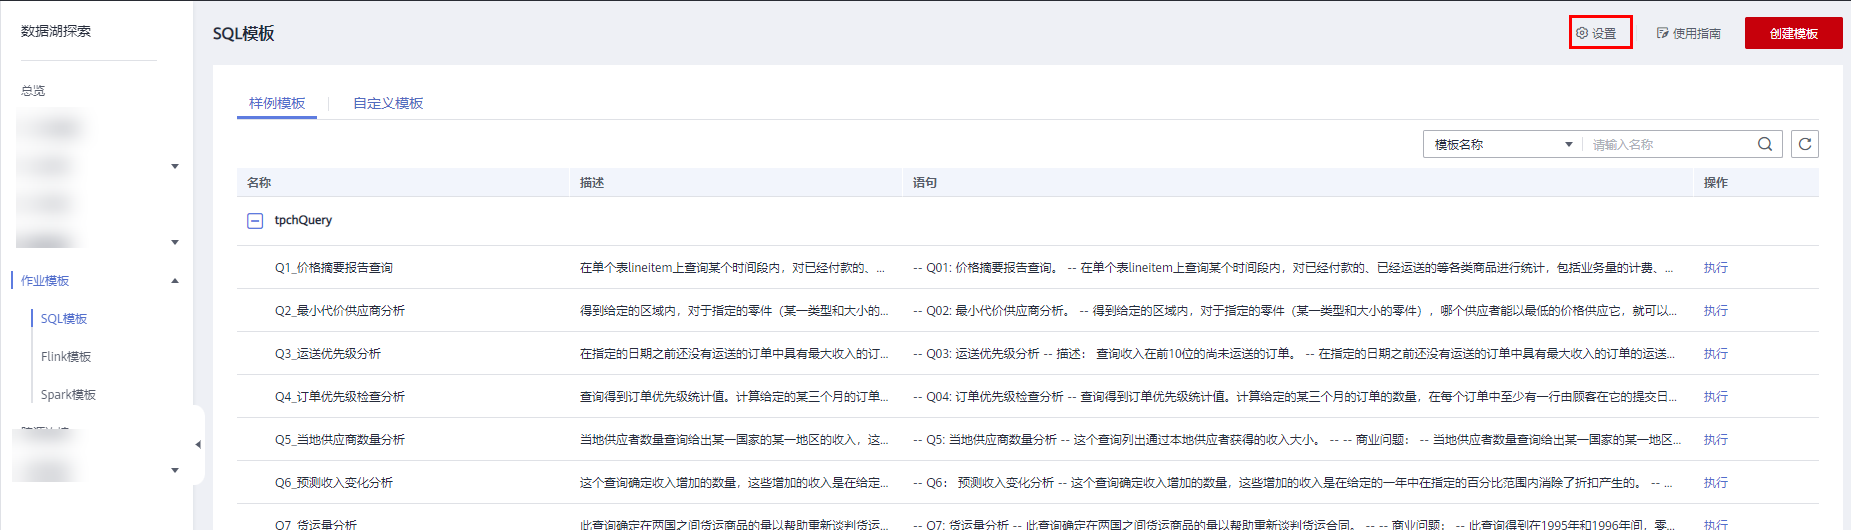 数据湖探索
总览
作业模板
SQL模板
Flink模板
Spark模板
SQL模板
设置
使用指南
创建模板
样例模板
自定义模板
模板名称
请输入名称
名称 描述 语句 操作
tpchQuery
Q1_价格摘要报告查询 在单个表lineitem上查询某个时间段内，对已经付款的、... -- Q01: 价格摘要报告查询。 -- 在单个表lineitem上查询某个时间段内，对已经付款的、已经运送的等各类商品进行统计，包括业务量的计费、... 执行
Q2_最小代价供应商分析 得到给定的区域内，对于指定的零件（某一类型和大小的... -- Q02: 最小代价供应商分析。 -- 得到给定的区域内，对于指定的零件（某一类型和大小的零件），哪个供应者能以最低的价格供应它，就可以... 执行
Q3_运送优先级分析 在指定的日期之前还没有运送的订单中具有最大收入的订... -- Q03: 运送优先级分析 -- 描述： 查询收入在前10位的尚未运送的订单。 -- 在指定的日期之前还没有运送的订单中具有最大收入的订单的运送... 执行
Q4_订单优先级检查分析 查询得到订单优先级统计值。计算给定的某三个月的订单... -- Q04: 订单优先级检查分析 -- 查询得到订单优先级统计值。计算给定的某三个月的订单的数量，在每个订单中至少有一行由顾客在它的提交日... 执行
Q5_当地供应商数量分析 当地供应者数量查询给出某一国家的某一地区的收入，这... -- Q5: 当地供应商数量分析 -- 这个查询列出通过本地供应者获得的收入大小。 -- -- 商业问题： -- 当地供应者数量查询给出某一国家的某一地区... 执行
Q6_预测收入变化分析 这个查询确定收入增加的数量，这些增加的收入是在给定... -- Q6： 预测收入变化分析 -- 这个查询确定收入增加的数量，这些增加的收入是在给定的一年中在指定的百分比范围内消除了折扣产生的。 -- ... 执行
Q7_货运量分析 此查询确定在两国之间货运商品的量以帮助重新谈判货运... -- Q7: 货运量分析 -- 此查询确定在两国之间货运商品的量以帮助重新谈判货运合同。 -- -- 商业问题： -- 此查询得到在1995年和1996年间，零... 执行